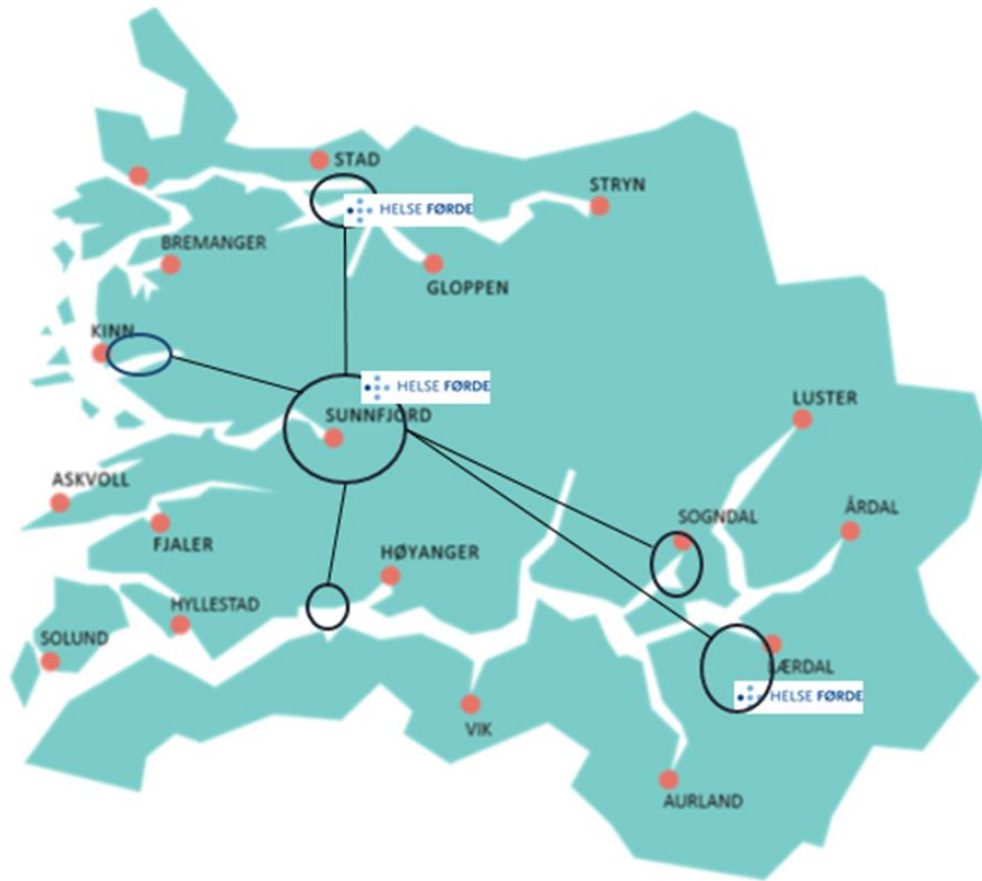 STAD
HELSE FØRDE
STRYN
BREMANGER
GLOPPEN
KINN
HELSE FØRDE
SUNNFJORD
LUSTER
ASKVOLL
SOGNDAL
ÅRDAL
FJALER
HØYANGER
HYLLESTAD
SOLUND
LÆRDAL
HELSE FØRDE
VIK
AURLAND